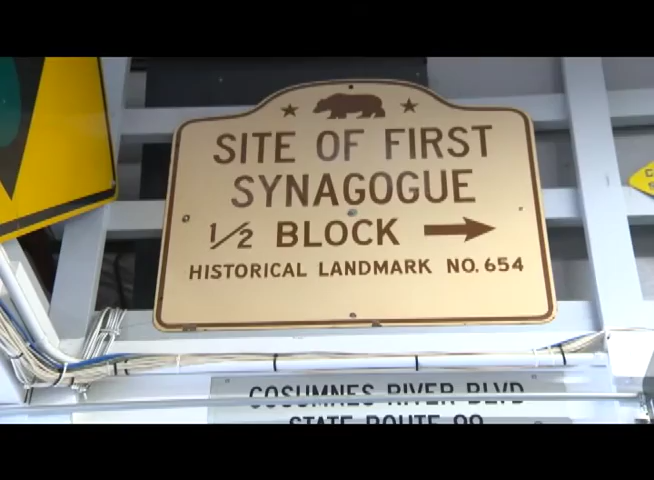 SITE OF FIRST
SYNAGOGUE
1/2 BLOCK
HISTORICAL LANDMARK NO. 654
COSUMNES RIVER BLVD
STATE ROUTE 99